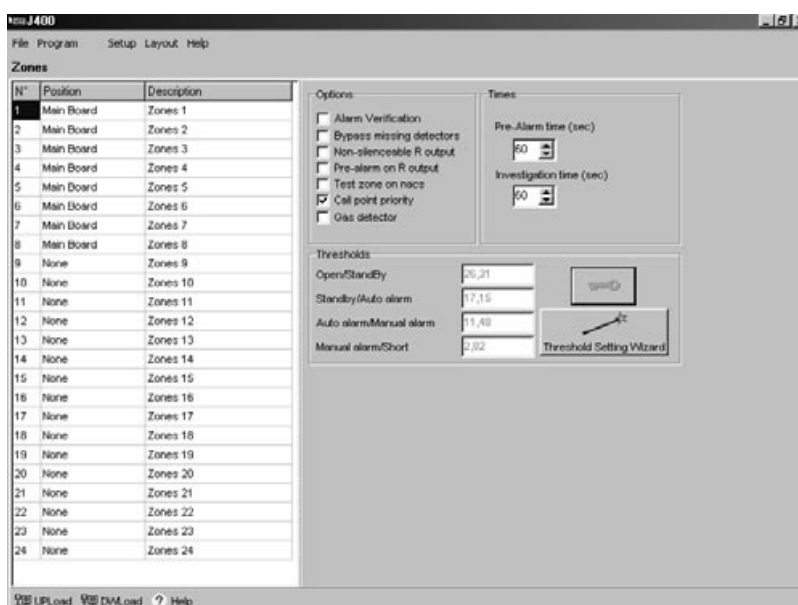 J400
File Program Setup Layout Help
Zones
N° Position Description
1 Main Board Zones 1
2 Main Board Zones 2
3 Main Board Zones 3
4 Main Board Zones 4
5 Main Board Zones 5
6 Main Board Zones 6
7 Main Board Zones 7
8 Main Board Zones 8
9 None Zones 9
10 None Zones 10
11 None Zones 11
12 None Zones 12
13 None Zones 13
14 None Zones 14
15 None Zones 15
16 None Zones 16
17 None Zones 17
18 None Zones 18
19 None Zones 19
20 None Zones 20
21 None Zones 21
22 None Zones 22
23 None Zones 23
24 None Zones 24
Options
Alarm Verification
Bypass missing detectors
Non-silenceable R output
Pre-alarm on R output
Test zone on nacs
Call point priority
Gas detector
Times
Pre-Alarm time (sec)
60
Investigation time (sec)
60
Thresholds
Open/StandBy 26,31
Standby/Auto alarm 17,15
Auto alarm/Manual alarm 11,48
Manual alarm/Short 2,82
Threshold Setting Wizard
UPLoad DWLoad ? Help